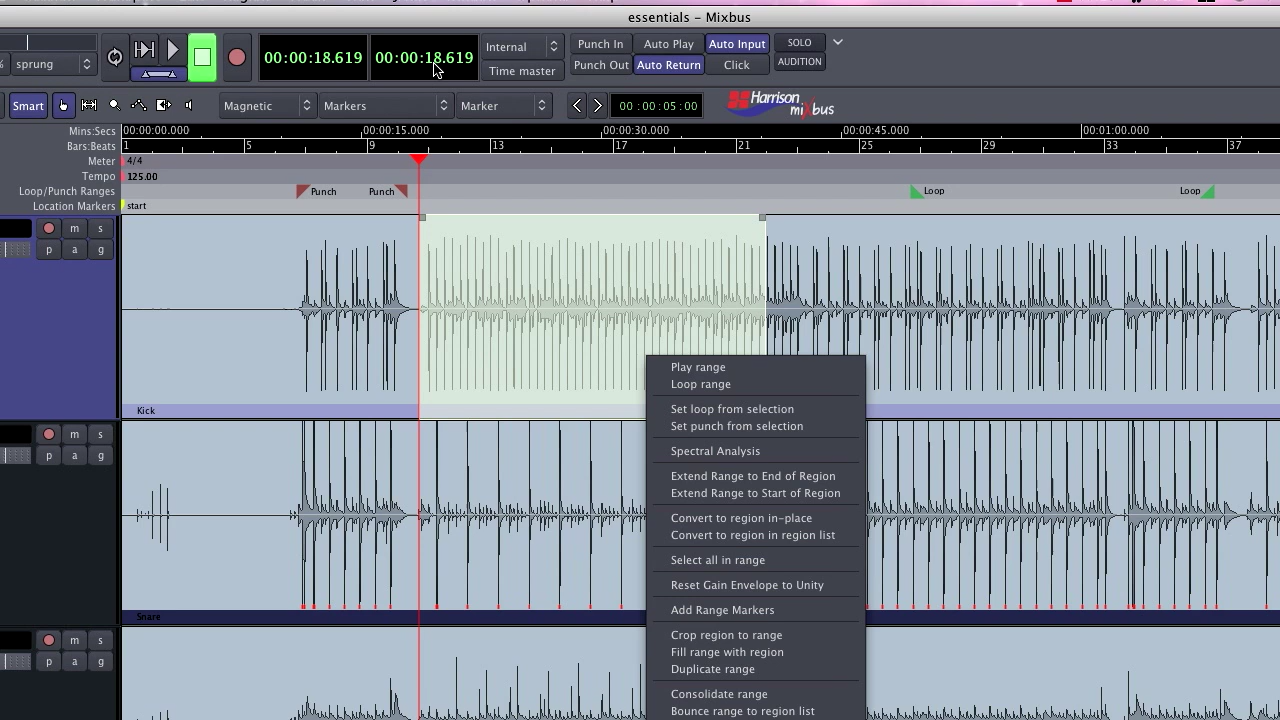 essentials - Mixbus
sprung
00:00:18.619 00:00:18.619
Internal
Time master
Punch In Auto Play Auto Input
Punch Out Auto Return Click
SOLO
AUDITION
Smart Magnetic Markers Marker 00:00:05:00 Harrison mixbus
Mins:Secs 00:00:00.000 00:00:15.000 00:00:30.000 00:00:45.000 00:01:00.000
Bars:Beats 1 5 9 13 17 21 25 29 33 37
Meter 4/4
Tempo 125.00
Loop/Punch Ranges Punch Punch Loop Loop
Location Markers start
m s
p a g
Play range
Loop range
Set loop from selection
Kick
Set punch from selection
m s
Spectral Analysis
p a g
Extend Range to End of Region
Extend Range to Start of Region
Convert to region in-place
Convert to region in region list
Select all in range
Reset Gain Envelope to Unity
Add Range Markers
Snare
Crop region to range
m s
Fill range with region
p a g
Duplicate range
Consolidate range
Bounce range to region list